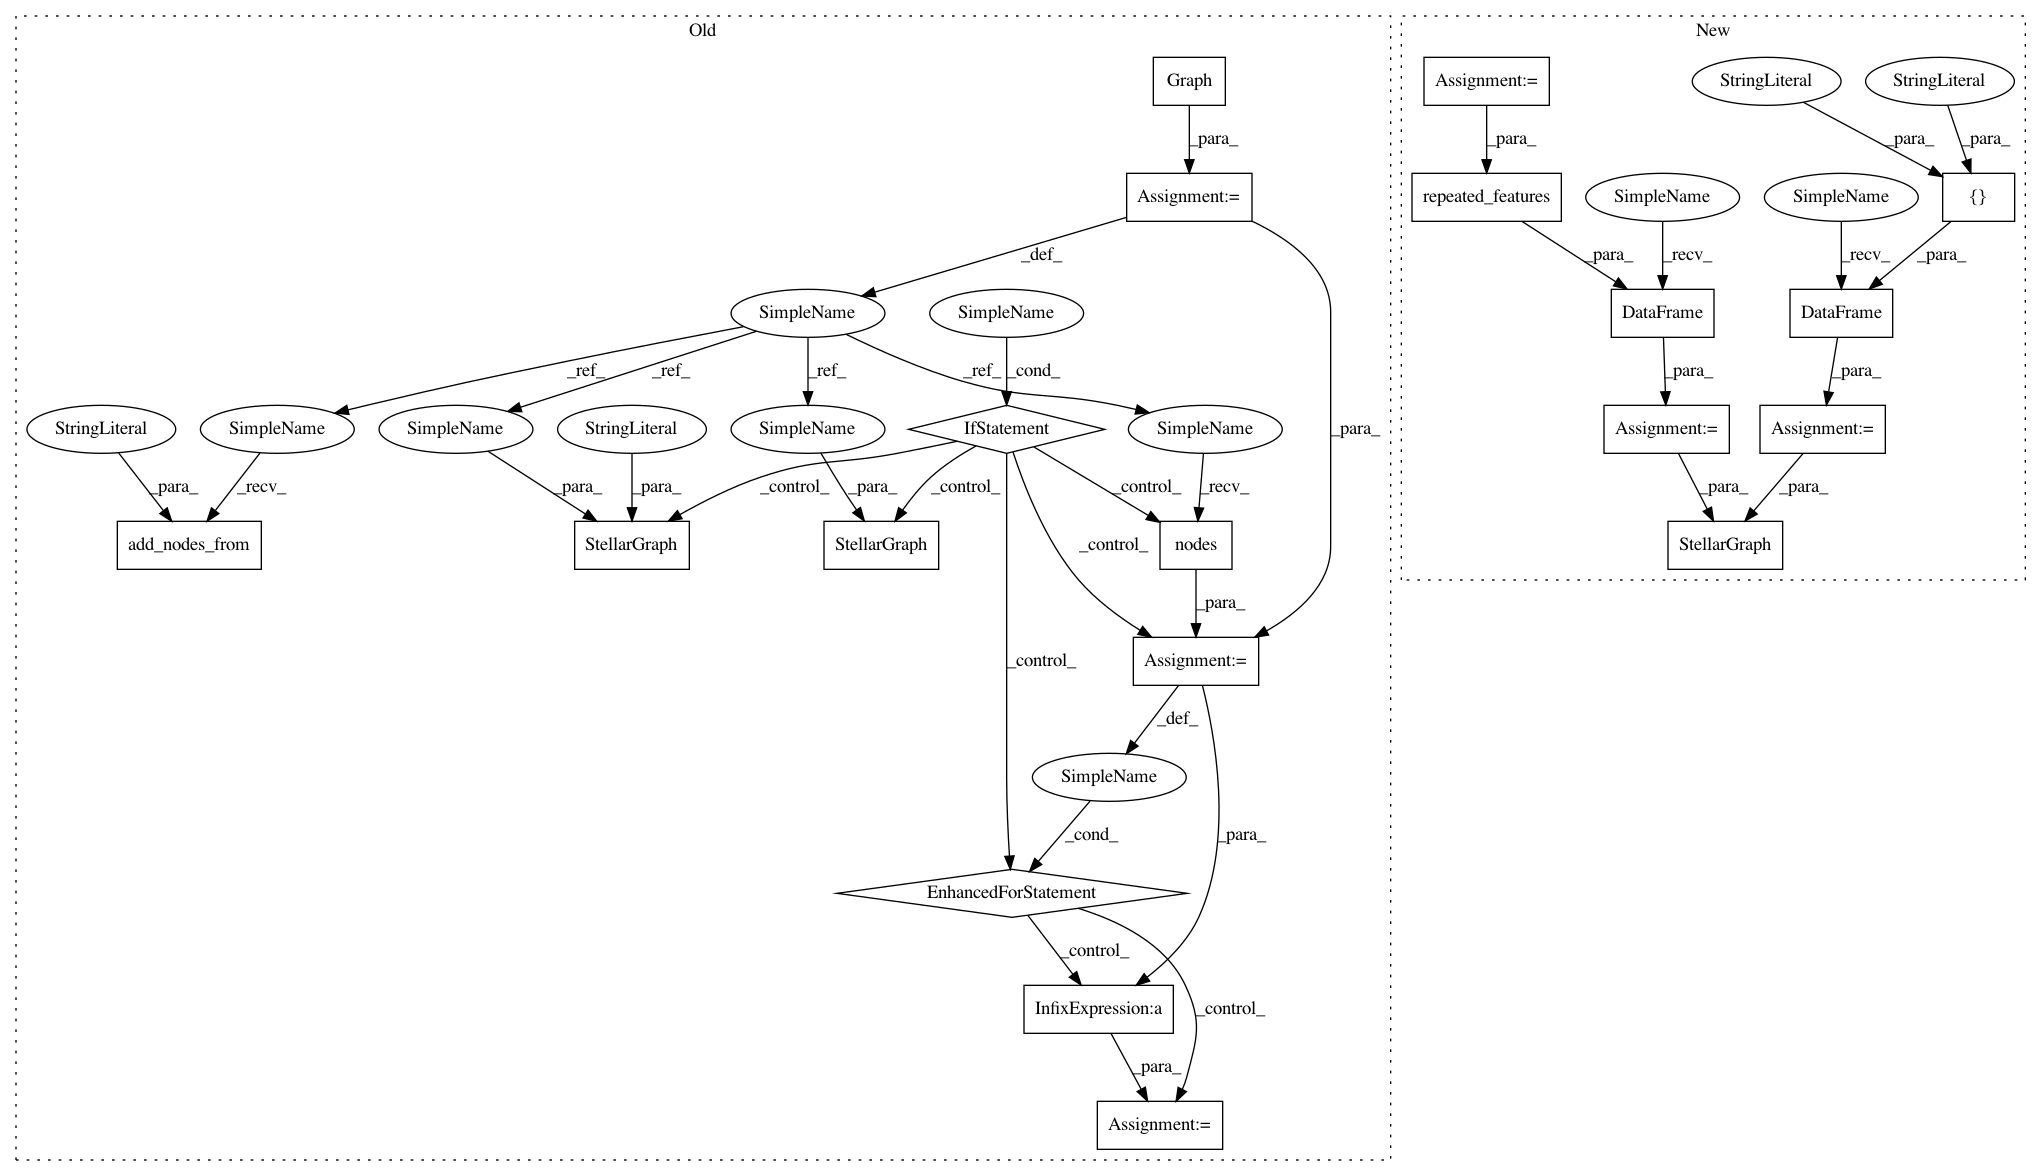 Old
New
Graph
Assignment:=
StringLiteral
StringLiteral
_para_
_para_
_para_
_para_
Assignment:=
repeated_features
SimpleName
SimpleName
{}
_def_
_para_
_recv_
_recv_
_para_
SimpleName
SimpleName
DataFrame
DataFrame
_ref_
_ref_
_ref_
_ref_
_cond_
_para_
_para_
StringLiteral
SimpleName
SimpleName
StringLiteral
SimpleName
IfStatement
SimpleName
_para_
Assignment:=
Assignment:=
_para_
_recv_
_para_
_para_
_control_
_para_
_control_
_control_
_recv_
_para_
_para_
add_nodes_from
StellarGraph
StellarGraph
_control_
nodes
StellarGraph
_para_
_control_
Assignment:=
_def_
SimpleName
_cond_
_para_
EnhancedForStatement
_control_
InfixExpression:a
_control_
_para_
Assignment:=